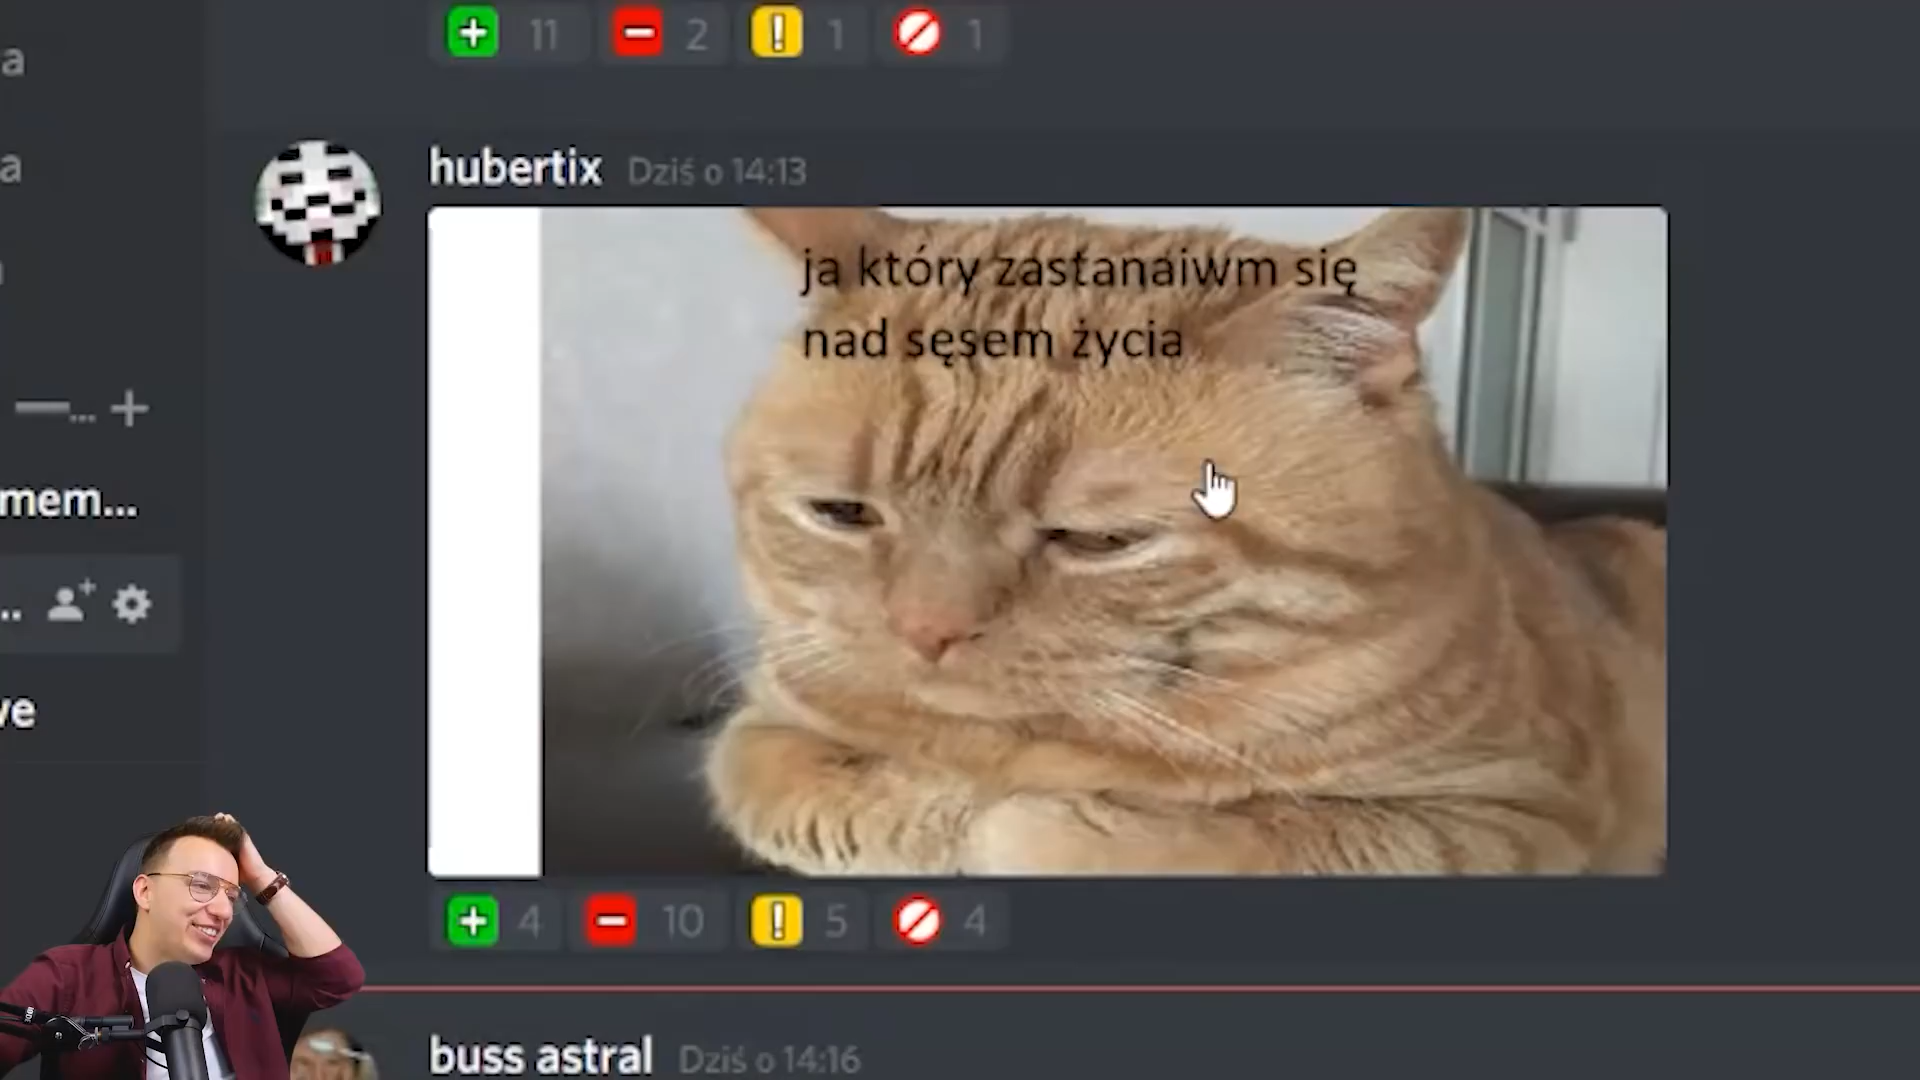 11 2 1 1
hubertix Dziś o 14:13
ja który zastanaiwm się
nad sęsem życia
mem...
4 10 5 4
buss astral Dziś o 14:16